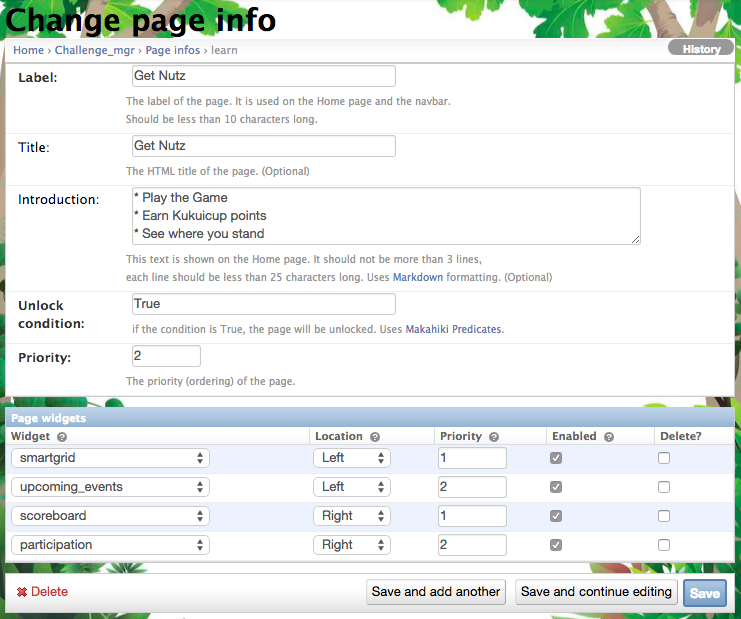 Change page info
Home › Challenge_mgr › Page infos › learn
History
Label:
Get Nutz
The label of the page. It is used on the Home page and the navbar.
Should be less than 10 characters long.
Title:
Get Nutz
The HTML title of the page. (Optional)
Introduction:
* Play the Game
* Earn Kukuicup points
* See where you stand
This text is shown on the Home page. It should not be more than 3 lines,
each line should be less than 25 characters long. Uses Markdown formatting. (Optional)
Unlock
condition:
True
if the condition is True, the page will be unlocked. Uses Makahiki Predicates.
Priority:
2
The priority (ordering) of the page.
Page widgets
Widget ? Location ? Priority ? Enabled ? Delete?
smartgrid Left 1
upcoming_events Left 2
scoreboard Right 1
participation Right 2
Delete Save and add another Save and continue editing Save